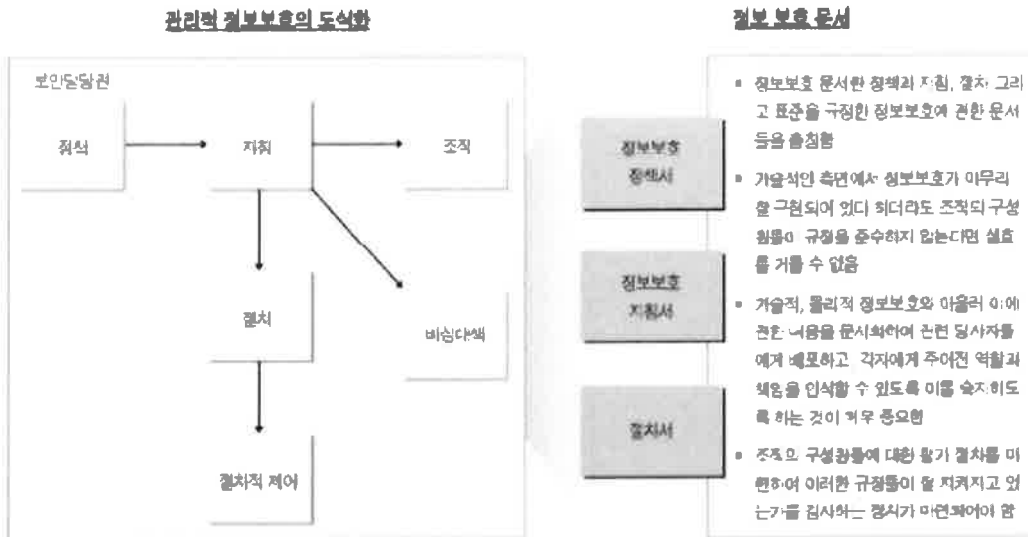 관리적 정보보호의 도식화
정보 보호 문서
보안담당관
정책
지침
조직
절차
비상대책
절차적 제어
정보보호
정책서
정보보호
지침서
절차서
정보보호 문서란 정책과 지침, 절차 그리
고 표준을 규정한 정보보호에 관한 문서
들을 총칭함
기술적인 측면에서 정보보호가 아무리
잘 구현되어 있다 하더라도 조직의 구성
원들이 규정을 준수하지 않는다면 실효
를 거둘 수 없음
기술적, 물리적 정보보호와 아울러 이에
관한 내용을 문서화하여 관련 당사자들
에게 배포하고, 각자에게 주어진 역할과
책임을 인식할 수 있도록 이를 숙지하도
록 하는 것이 매우 중요함
조직의 구성원들에 대한 평가 절차를 마
련하여 이러한 규정들이 잘 지켜지고 있
는가를 감사하는 절차가 마련되어야 함